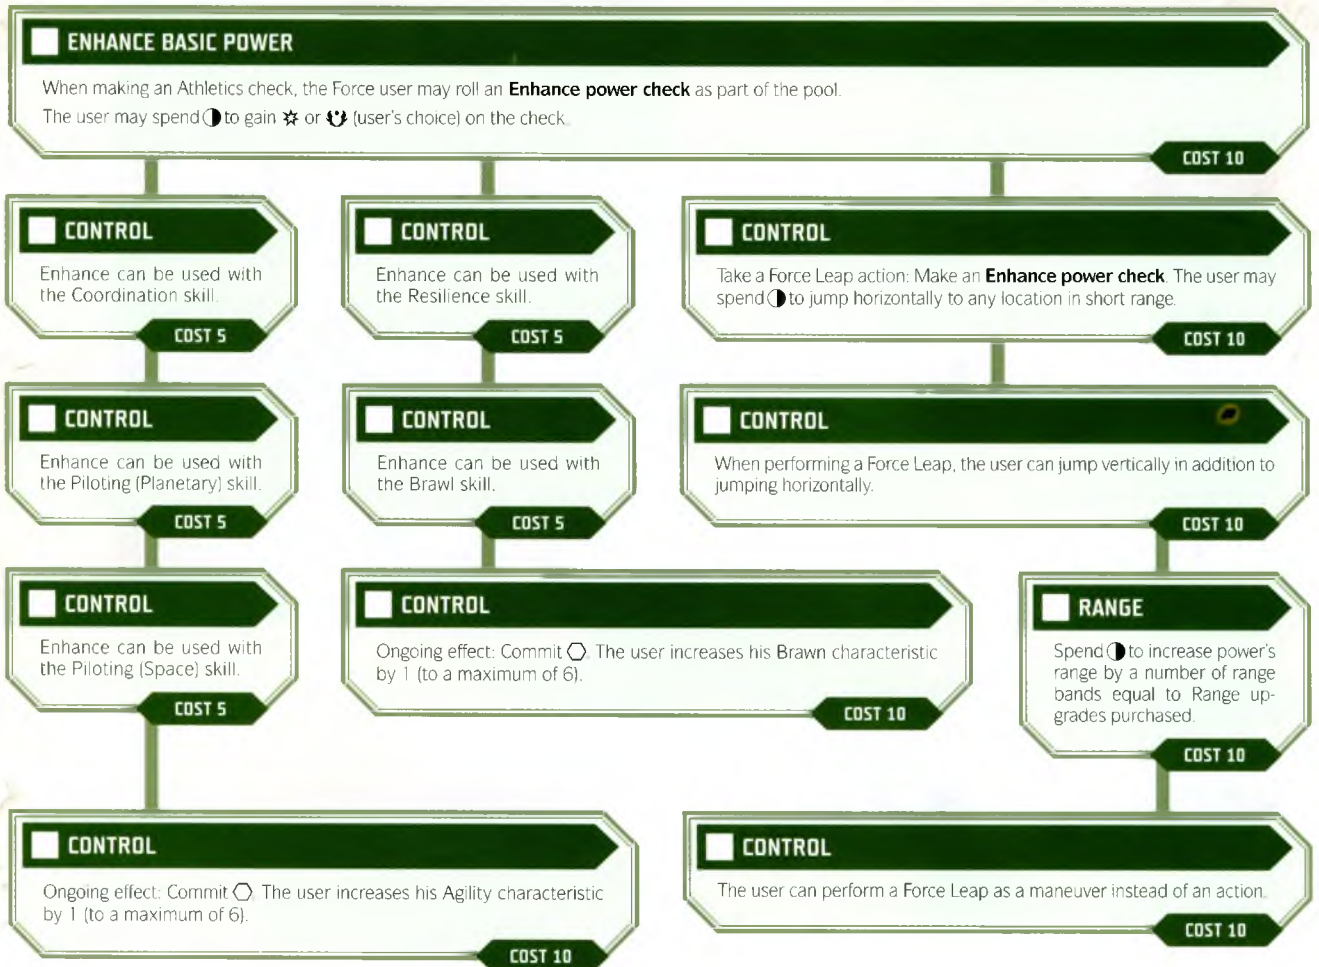 ENHANCE BASIC POWER
When making an Athletics check, the Force user may roll an Enhance power check as part of the pool.
The user may spend to gain or (user's choice) on the check.
COST 10
CONTROL
Enhance can be used with
the Coordination skill.
COST 5
CONTROL
Enhance can be used with
the Resilience skill.
COST 5
CONTROL
Take a Force Leap action: Make an Enhance power check. The user may
spend to jump horizontally to any location in short range.
COST 10
CONTROL
Enhance can be used with
the Piloting (Planetary) skill.
COST 5
CONTROL
Enhance can be used with
the Brawl skill.
COST 5
CONTROL
When performing a Force Leap, the user can jump vertically in addition to
jumping horizontally.
COST 10
CONTROL
Enhance can be used with
the Piloting (Space) skill.
COST 5
CONTROL
Ongoing effect: Commit . The user increases his Brawn characteristic
by 1 (to a maximum of 6).
COST 10
RANGE
Spend to increase power's
range by a number of range
bands equal to Range up-
grades purchased.
COST 10
CONTROL
Ongoing effect: Commit . The user increases his Agility characteristic
by 1 (to a maximum of 6).
COST 10
CONTROL
The user can perform a Force Leap as a maneuver instead of an action.
COST 10